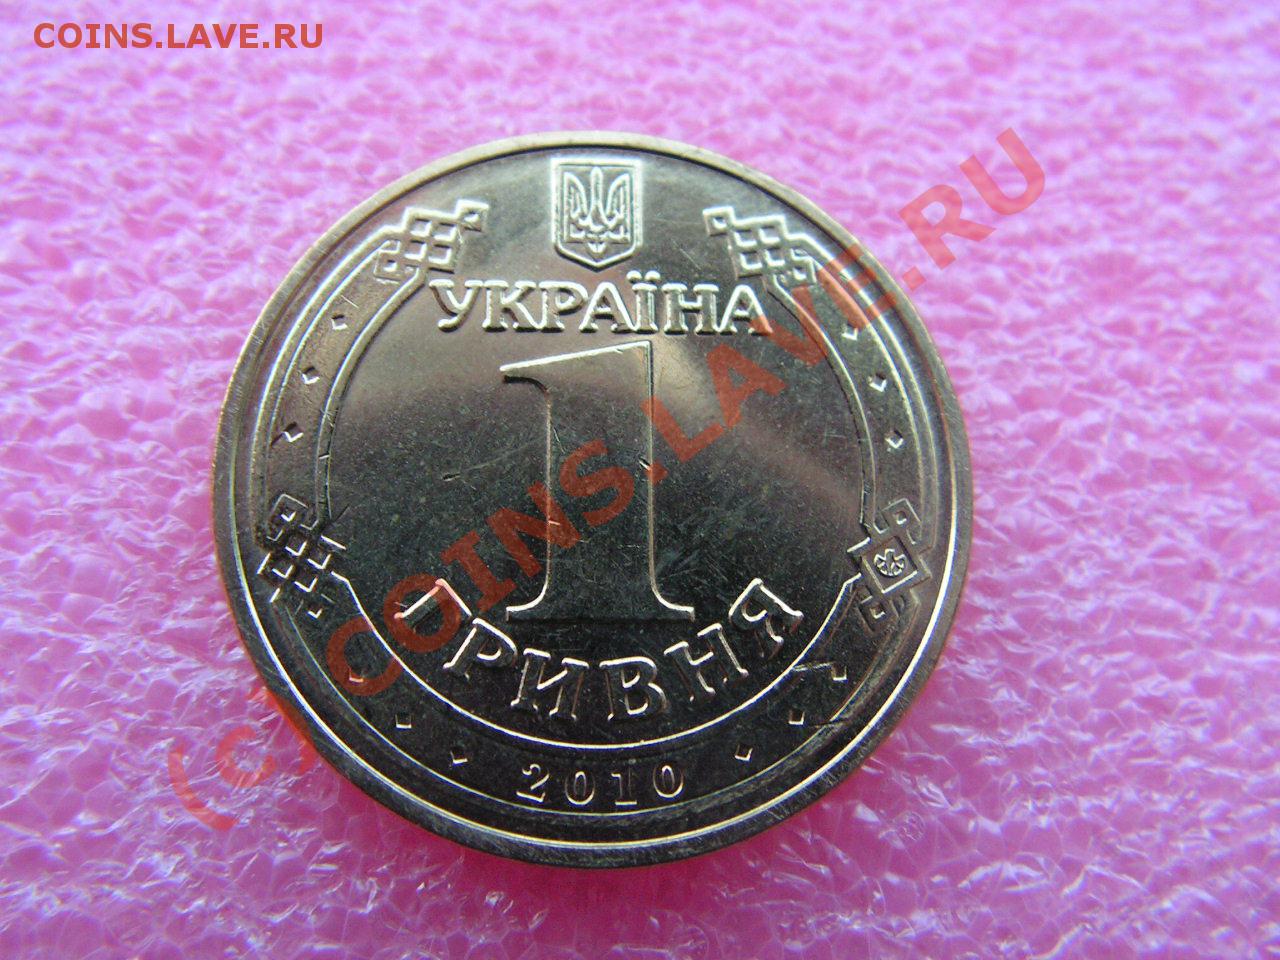 COINS.LAVE.RU
УКРАЇНА
1
ГРИВНЯ
2010
(c) COINS.LAVE.RU